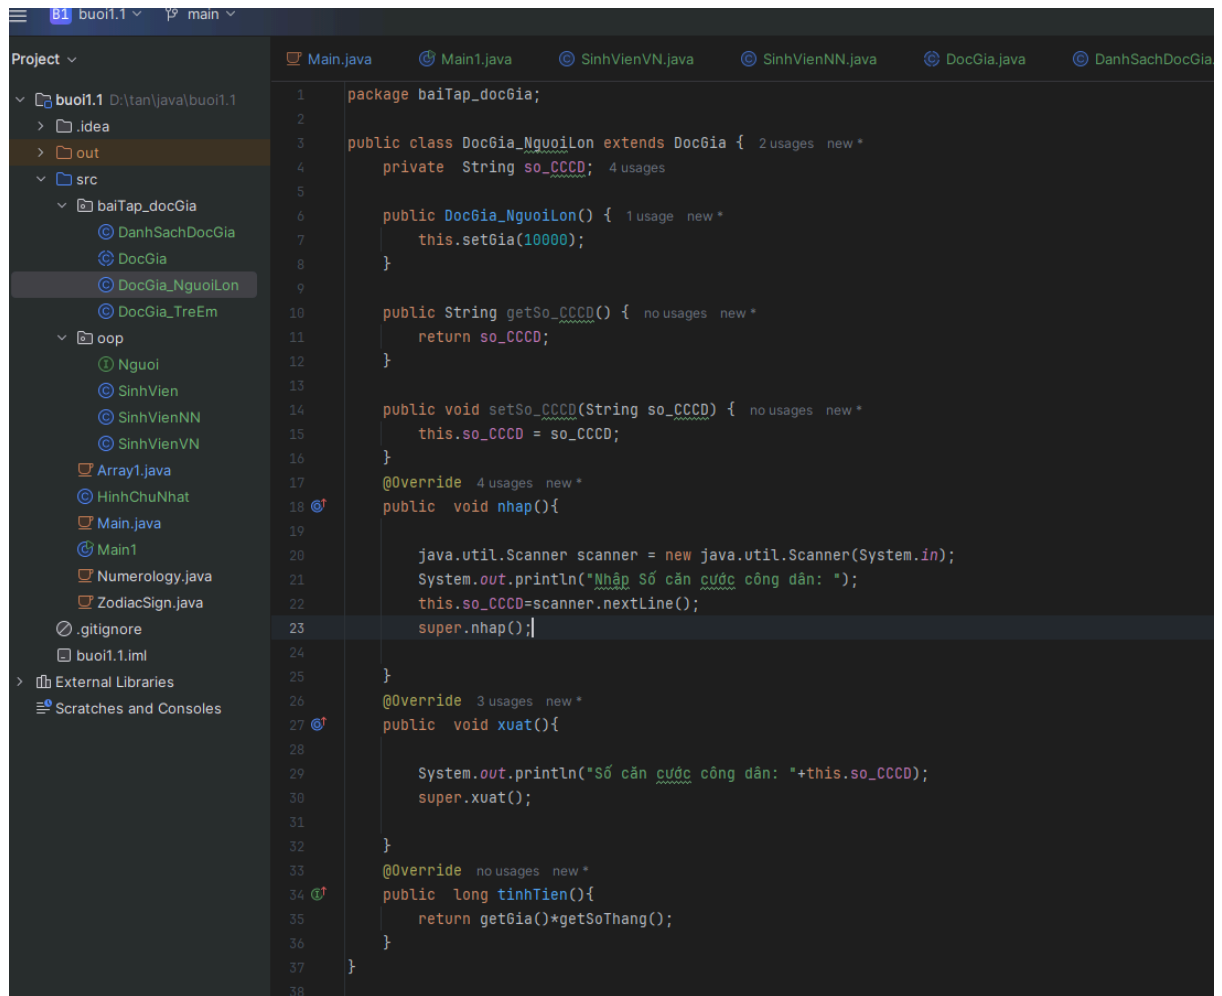 B1 buoi1.1 main
Project
Main.java Main1.java SinhVienVN.java SinhVienNN.java DocGia.java DanhSachDocGia.
buoi1.1 D:\tan\java\buoi1.1
.idea
out
src
baiTap_docGia
DanhSachDocGia
DocGia
DocGia_NguoiLon
DocGia_TreEm
oop
Nguoi
SinhVien
SinhVienNN
SinhVienVN
Array1.java
HinhChuNhat
Main.java
Main1
Numerology.java
ZodiacSign.java
.gitignore
buoi1.1.iml
External Libraries
Scratches and Consoles
1 package baiTap_docGia;
2
3 public class DocGia_NguoiLon extends DocGia { 2 usages new *
4 private  String so_CCCD; 4 usages
5
6 public DocGia_NguoiLon() { 1 usage new *
7 this.setGia(10000);
8 }
9
10 public String getSo_CCCD() { no usages new *
11 return so_CCCD;
12 }
13
14 public void setSo_CCCD(String so_CCCD) { no usages new *
15 this.so_CCCD = so_CCCD;
16 }
17 @Override 4 usages new *
18 public  void nhap(){
19
20 java.util.Scanner scanner = new java.util.Scanner(System.in);
21 System.out.println("Nhập Số căn cước công dân: ");
22 this.so_CCCD=scanner.nextLine();
23 super.nhap();
24
25 }
26 @Override 3 usages new *
27 public  void xuat(){
28
29 System.out.println("Số căn cước công dân: "+this.so_CCCD);
30 super.xuat();
31
32 }
33 @Override no usages new *
34 public  long tinhTien(){
35 return getGia()*getSoThang();
36 }
37 }
38